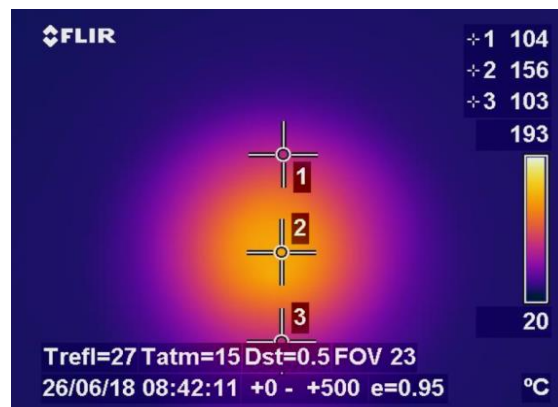 FLIR
1 104
2 156
3 103
193
1
2
3
20
Trefl=27 Tatm=15 Dst=0.5 FOV 23
26/06/18 08:42:11 +0 - +500 e=0.95 ºC